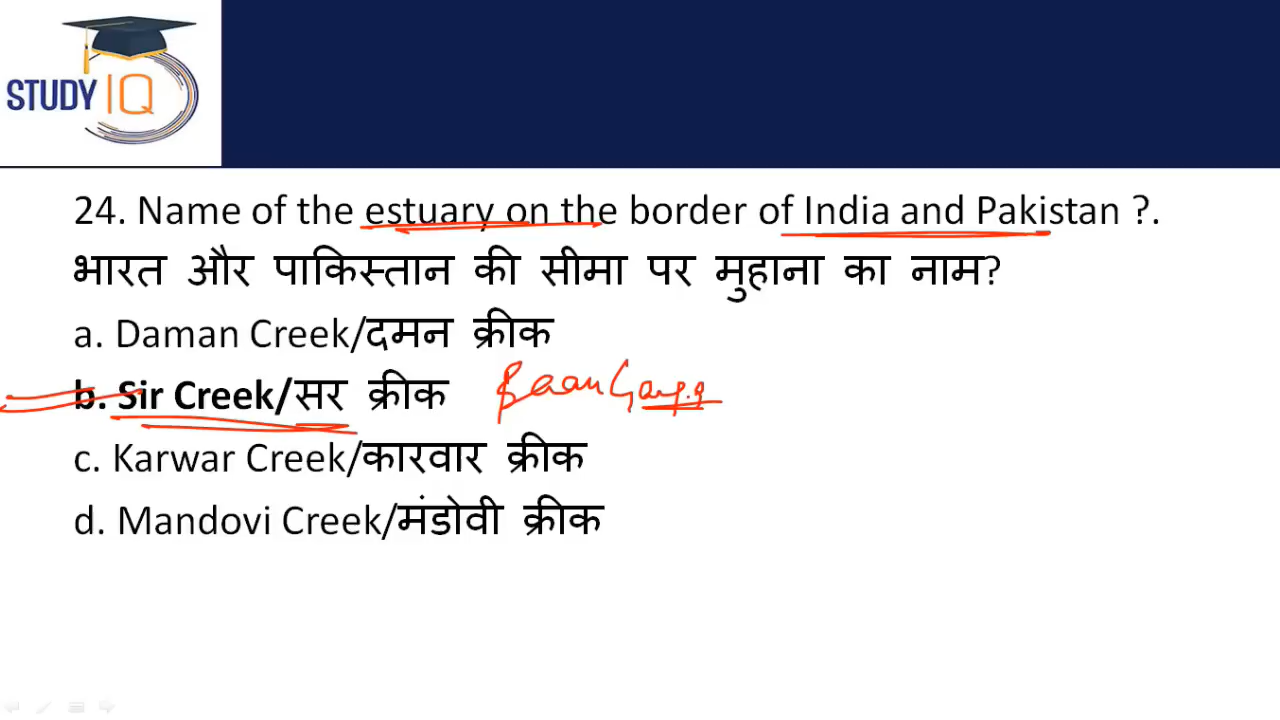 STUDY IQ
24. Name of the estuary on the border of India and Pakistan ?.
भारत और पाकिस्तान की सीमा पर मुहाना का नाम?
a. Daman Creek/दमन क्रीक
b. Sir Creek/सर क्रीक
c. Karwar Creek/कारवार क्रीक
d. Mandovi Creek/मंडोवी क्रीक